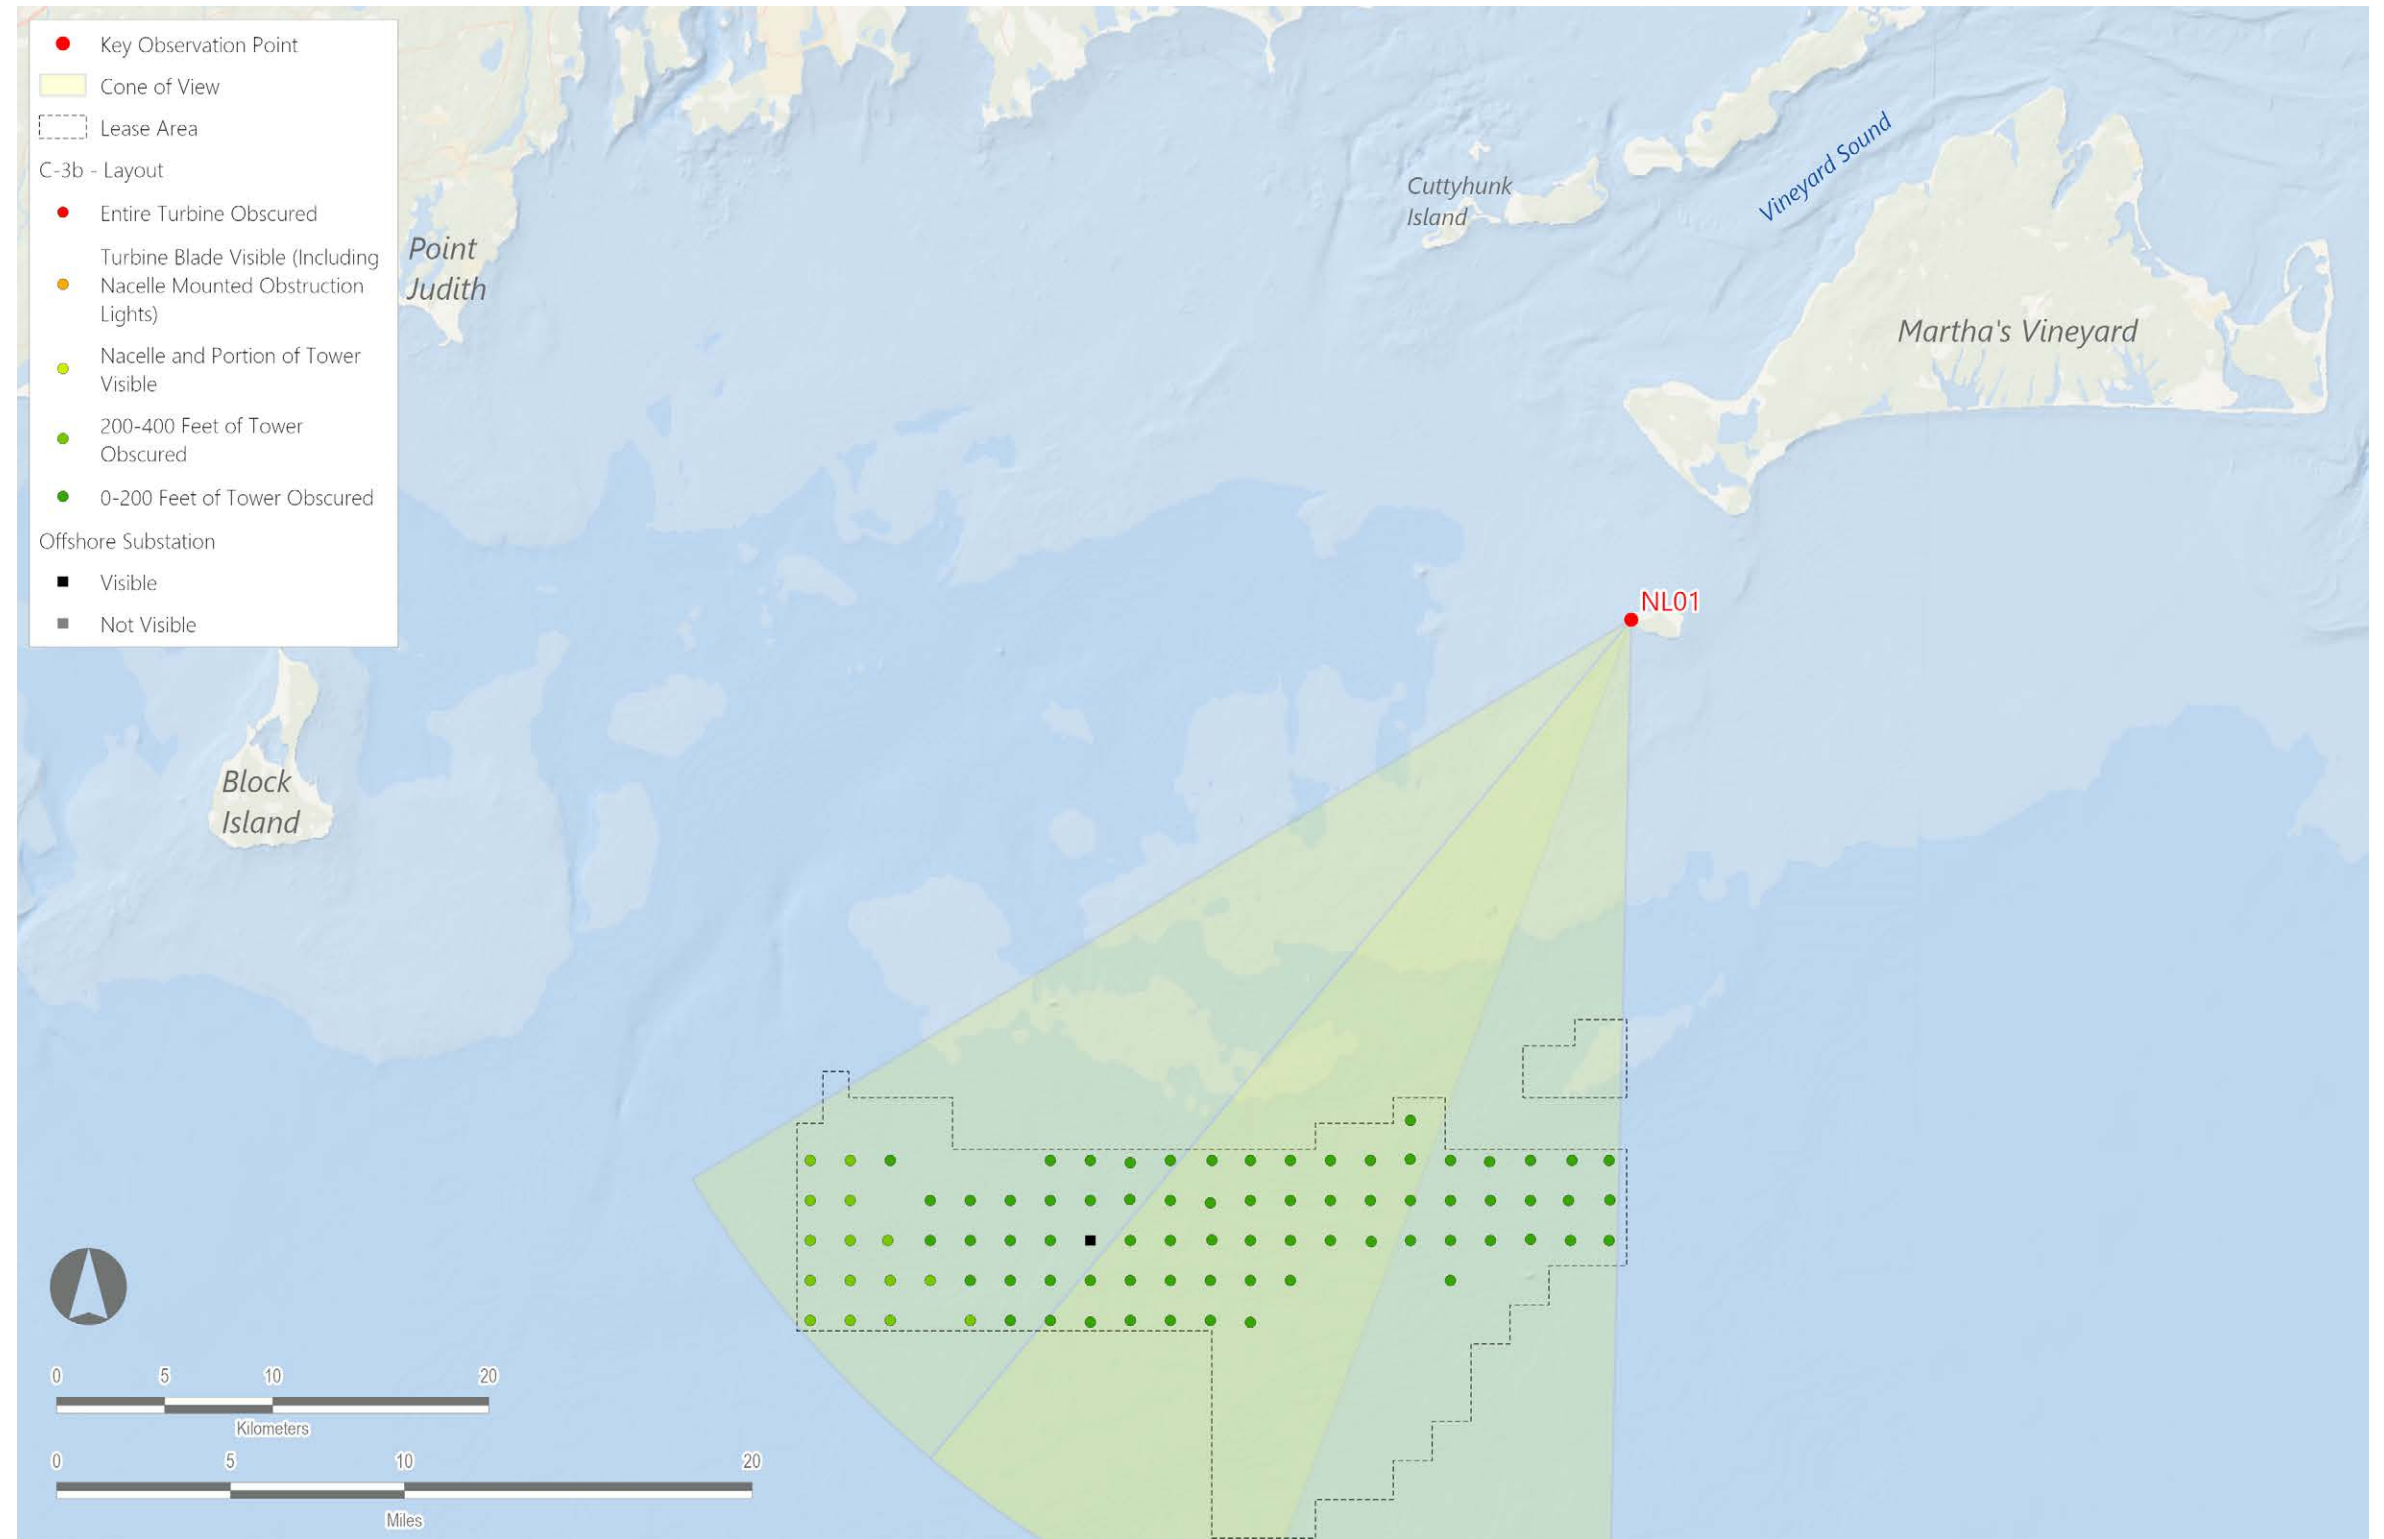 Key Observation Point
Cone of View
Lease Area
C-3b - Layout
Entire Turbine Obscured
Turbine Blade Visible (Including
Nacelle Mounted Obstruction
Lights)
Nacelle and Portion of Tower
Visible
200-400 Feet of Tower
Obscured
0-200 Feet of Tower Obscured
Offshore Substation
Visible
Not Visible
Point
Judith
Cuttyhunk
Island
Vineyard Sound
Martha's Vineyard
NL01
Block
Island
0 5 10 20
Kilometers
0 5 10 20
Miles